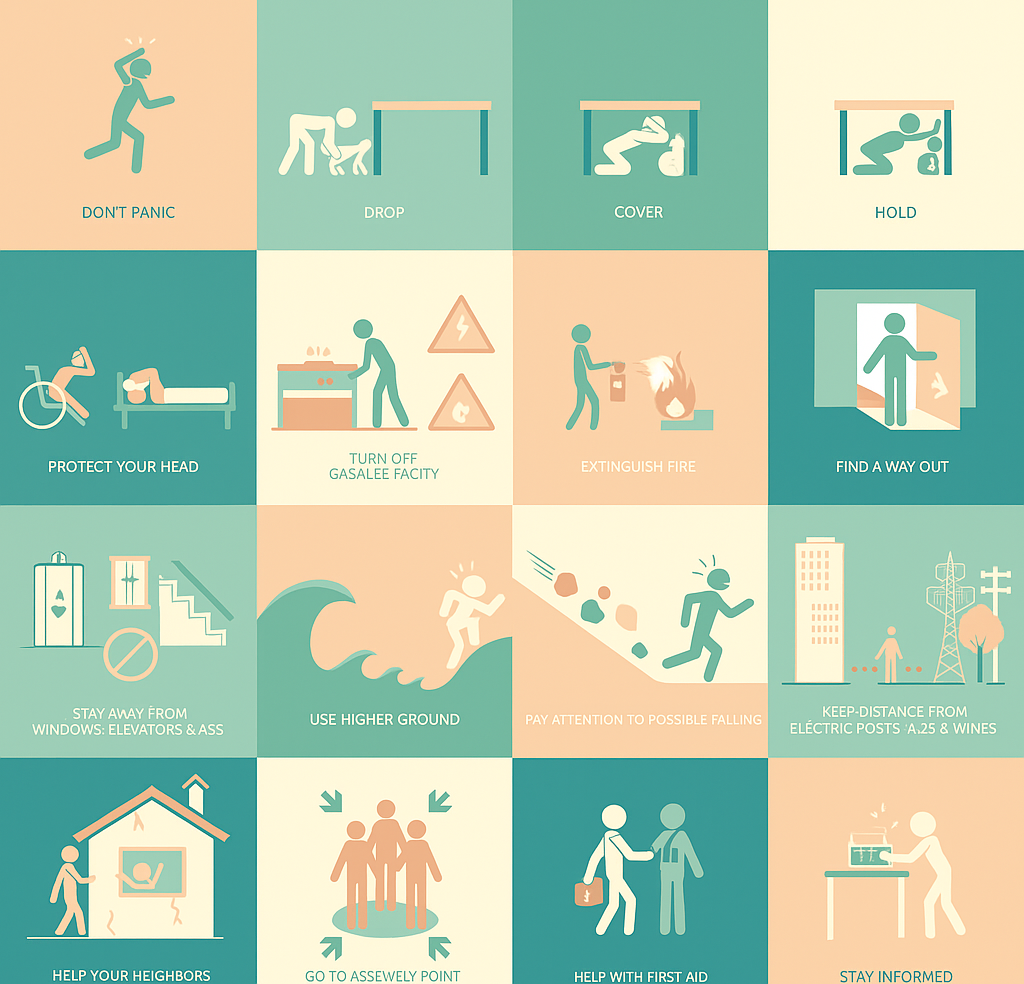 DON'T PANIC
DROP
COVER
HOLD
PROTECT YOUR HEAD
TURN OFF
GASALEE FACITY
EXTINGUISH FIRE
FIND A WAY OUT
STAY AWAY FROM
WINDOWS: ELEVATORS & ASS
USE HIGHER GROUND
PAY ATTENTION TO POSSIBLE FALLING
KEEP-DISTANCE FROM
ELÉCTRIC POSTS 'A.25 & WINES
HELP YOUR NEIGHBORS
GO TO ASSEWELY POINT
HELP WITH FIRST AID
STAY INFORMED